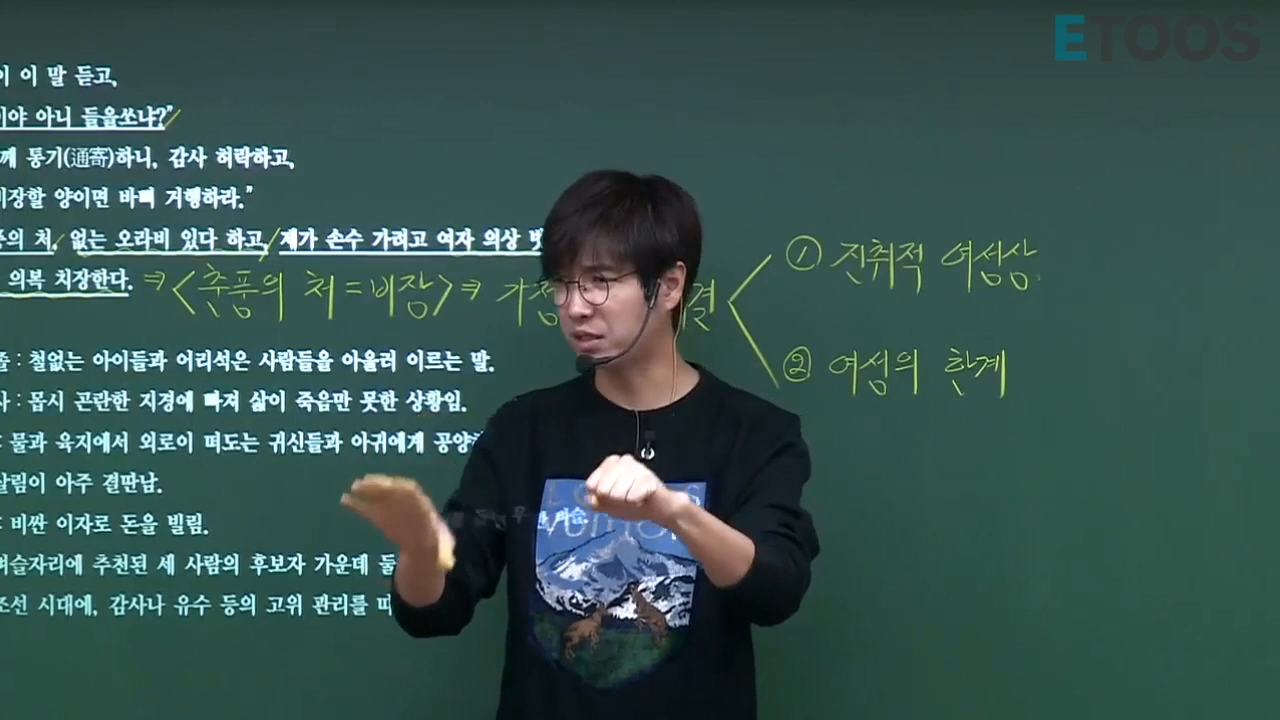 ETOOS
이 이 말 듣고,
이야 아니 들을쏘냐?”
께 통기(通寄)하니, 감사 허락하고,
비장할 양이면 바삐 거행하라.”
풍의 처, 없는 오라비 있다 하고, 제가 손수 가려고 여자 의상 벗
의복 치장한다. ⇒ <춘풍의 처=비장> ⇒ 가정 결
① 진취적 여성상
② 여성의 한계
졸 : 철없는 아이들과 어리석은 사람들을 아울러 이르는 말.
사 : 몹시 곤란한 지경에 빠져 삶이 죽음만 못한 상황임.
: 물과 육지에서 외로이 떠도는 귀신들과 아귀에게 공양
살림이 아주 결딴남.
: 비싼 이자로 돈을 빌림.
벼슬.
벼슬자리에 추천된 세 사람의 후보자 가운데 둘
조선 시대에, 감사나 유수 등의 고위 관리를 따